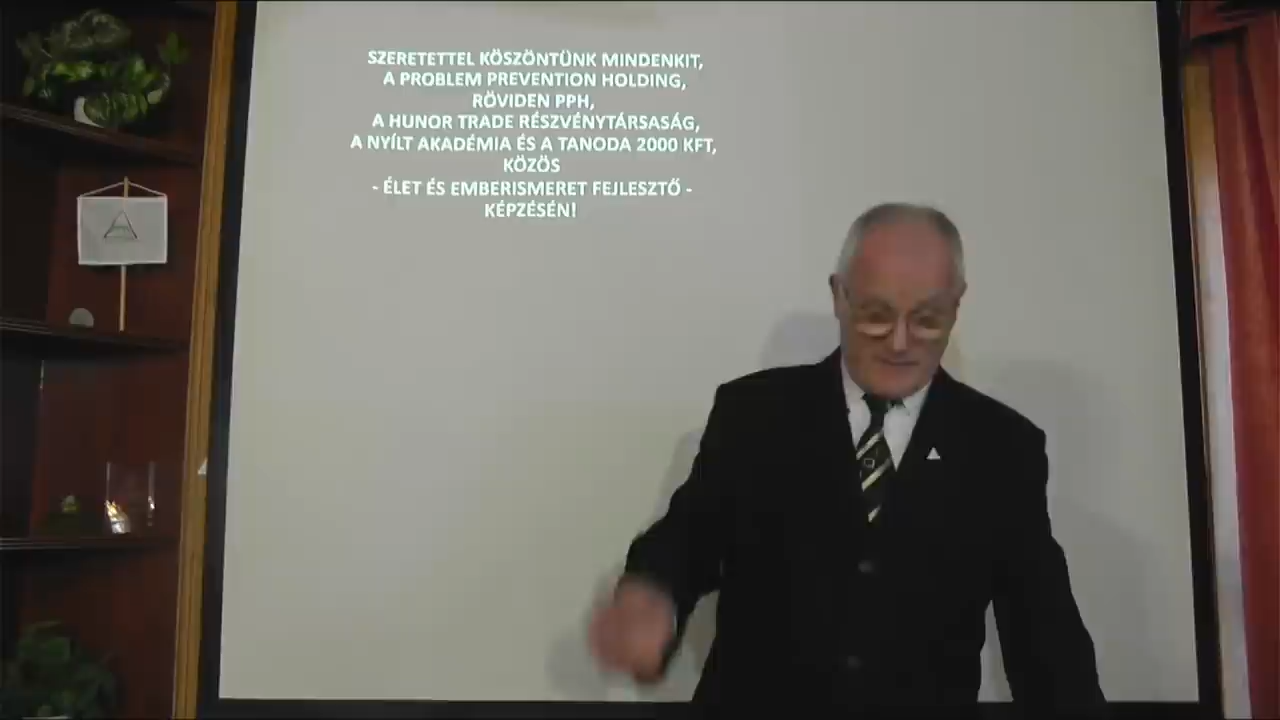 SZERETETTEL KÖSZÖNTÜNK MINDENKIT,
A PROBLEM PREVENTION HOLDING,
RÖVIDEN PPH,
A HUNOR TRADE RÉSZVÉNYTÁRSASÁG,
A NYÍLT AKADÉMIA ÉS A TANODA 2000 KFT,
KÖZÖS
- ÉLET ÉS EMBERISMERET FEJLESZTŐ -
KÉPZÉSÉN!